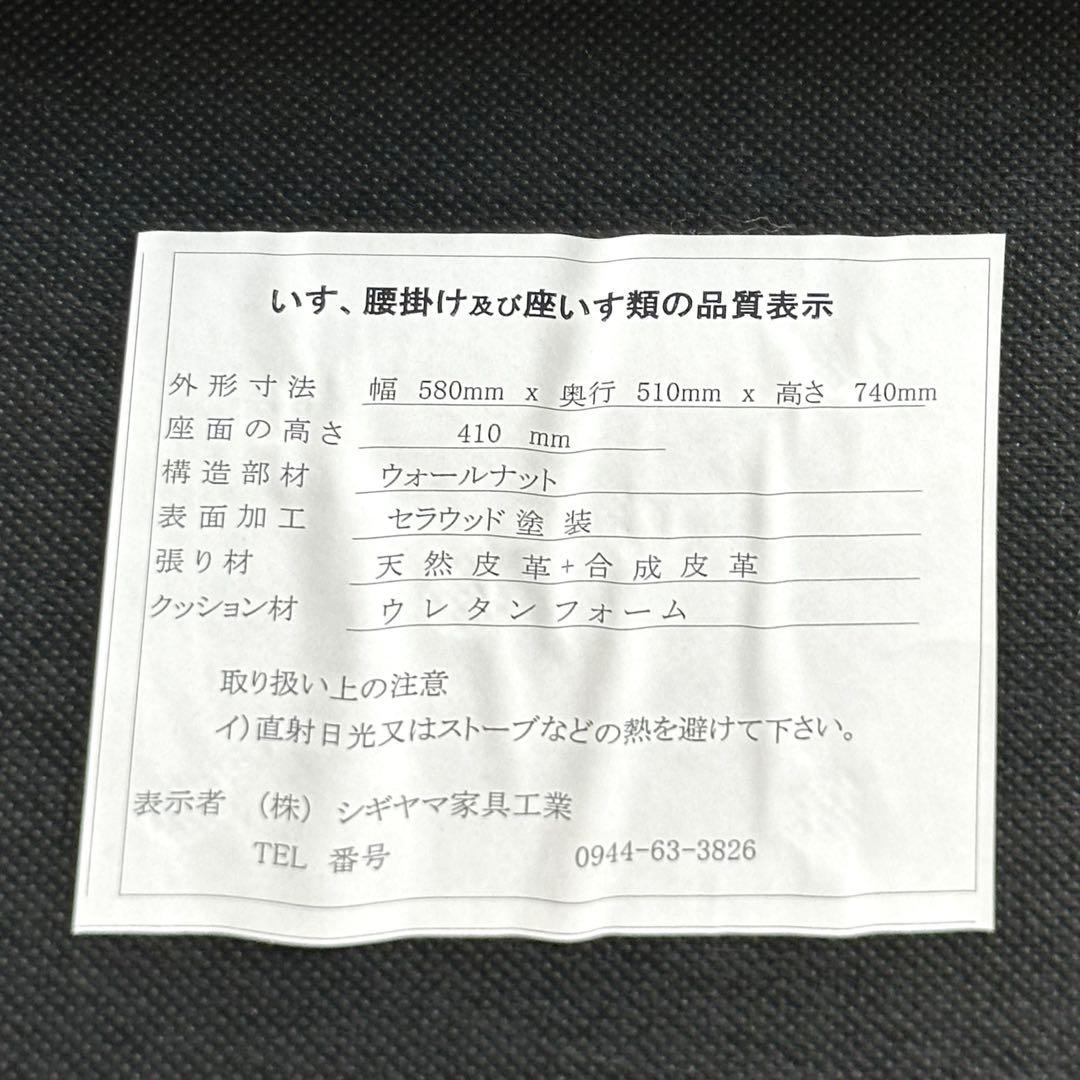 いす、腰掛け及び座いす類の品質表示
外形寸法 幅 580mm x 奥行 510mm x 高さ 740mm
座面の高さ 410 mm
構造部材 ウォールナット
表面加工 セラウッド塗装
張り材 天然皮革+合成皮革
クッション材 ウレタンフォーム
取り扱い上の注意
イ)直射日光又はストーブなどの熱を避けて下さい。
表示者 (株) シギヤマ家具工業
TEL 番号 0944-63-3826